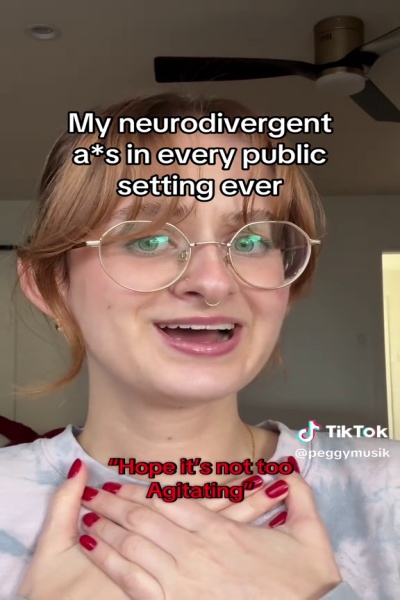 My neurodivergent
a*s in every public
setting ever
TikTok
@peggymusik
"Hope it's not too
Agitating"